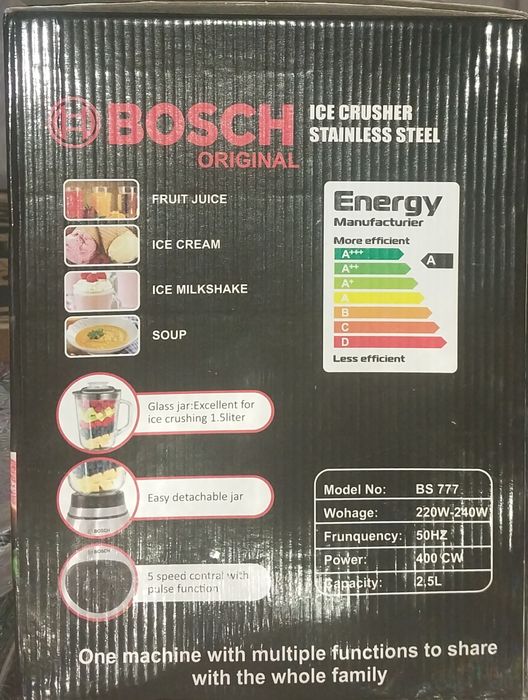 BOSCH
ORIGINAL
ICE CRUSHER
STAINLESS STEEL
FRUIT JUICE
ICE CREAM
ICE MILKSHAKE
SOUP
Energy
Manufacturier
More efficient
A+++
A++
A+
A
B
C
D
A
Less efficient
Glass jar:Excellent for
ice crushing 1.5liter
Easy detachable jar
BOSCH
BOSCH
5 speed contral with
pulse function
Model No: BS 777
Wohage: 220W-240W
Frunquency: 50HZ
Power: 400 CW
Capacity: 2.5L
One machine with multiple functions to share
with the whole family